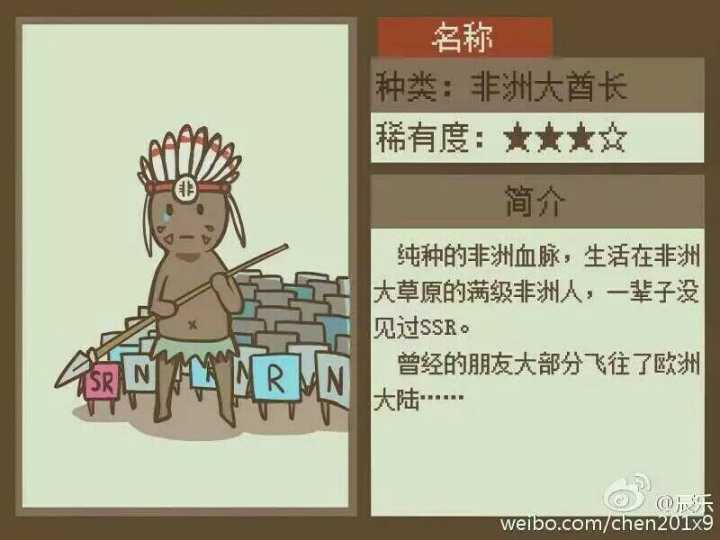 名称
种类：非洲大酋长
稀有度：★★★☆
简介
纯种的非洲血脉，生活在非洲
大草原的满级非洲人，一辈子没
见过SSR。
曾经的朋友大部分飞往了欧洲
大陆……
非
SR
N
N
R
N
@辰乐
weibo.com/chen201x9